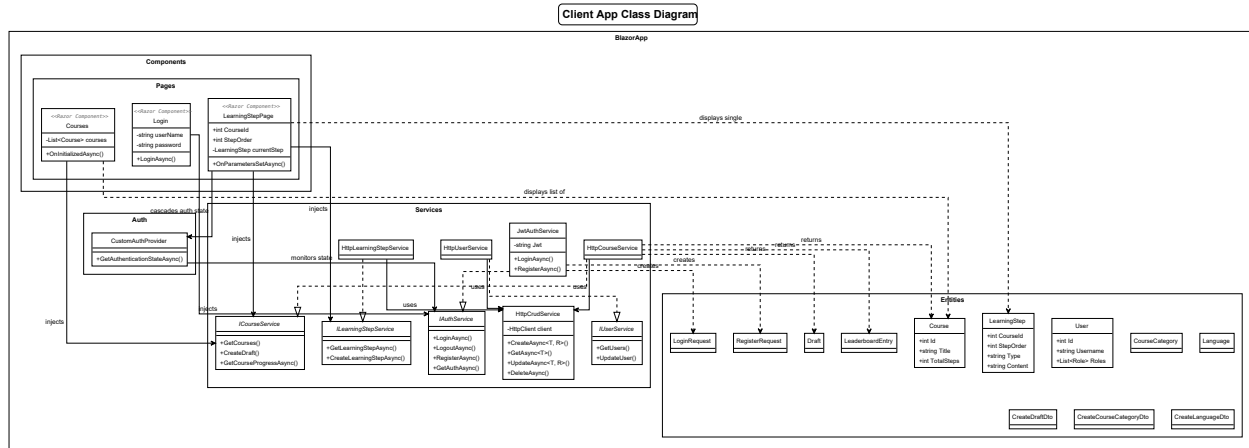 Client App Class Diagram
BlazorApp
Components
Pages
<<Razor Component>>
Courses
-List<Course> courses
+OnInitializedAsync()
<<Razor Component>>
Login
-string userName
-string password
+LoginAsync()
<<Razor Component>>
LearningStepPage
+int CourseId
+int StepOrder
-LearningStep currentStep
+OnParametersSetAsync()
displays single
displays list of
cascades auth state
injects
injects
Auth
CustomAuthProvider
+GetAuthenticationStateAsync()
Services
HttpLearningStepService
HttpUserService
JwtAuthService
-string Jwt
+LoginAsync()
+RegisterAsync()
HttpCourseService
monitors state
returns
returns
returns
creates
creates
uses
uses
uses
injects
injects
ICourseService
+GetCourses()
+CreateDraft()
+GetCourseProgressAsync()
ILearningStepService
+GetLearningStepAsync()
+CreateLearningStepAsync()
IAuthService
+LoginAsync()
+LogoutAsync()
+RegisterAsync()
+GetAuthAsync()
HttpCrudService
-HttpClient client
+CreateAsync<T, R>()
+GetAsync<T>()
+UpdateAsync<T, R>()
+DeleteAsync()
IUserService
+GetUsers()
+UpdateUser()
Entities
LoginRequest
RegisterRequest
Draft
LeaderboardEntry
Course
+int Id
+string Title
+int TotalSteps
LearningStep
+int CourseId
+int StepOrder
+string Type
+string Content
User
+int Id
+string Username
+List<Role> Roles
CourseCategory
Language
CreateDraftDto
CreateCourseCategoryDto
CreateLanguageDto